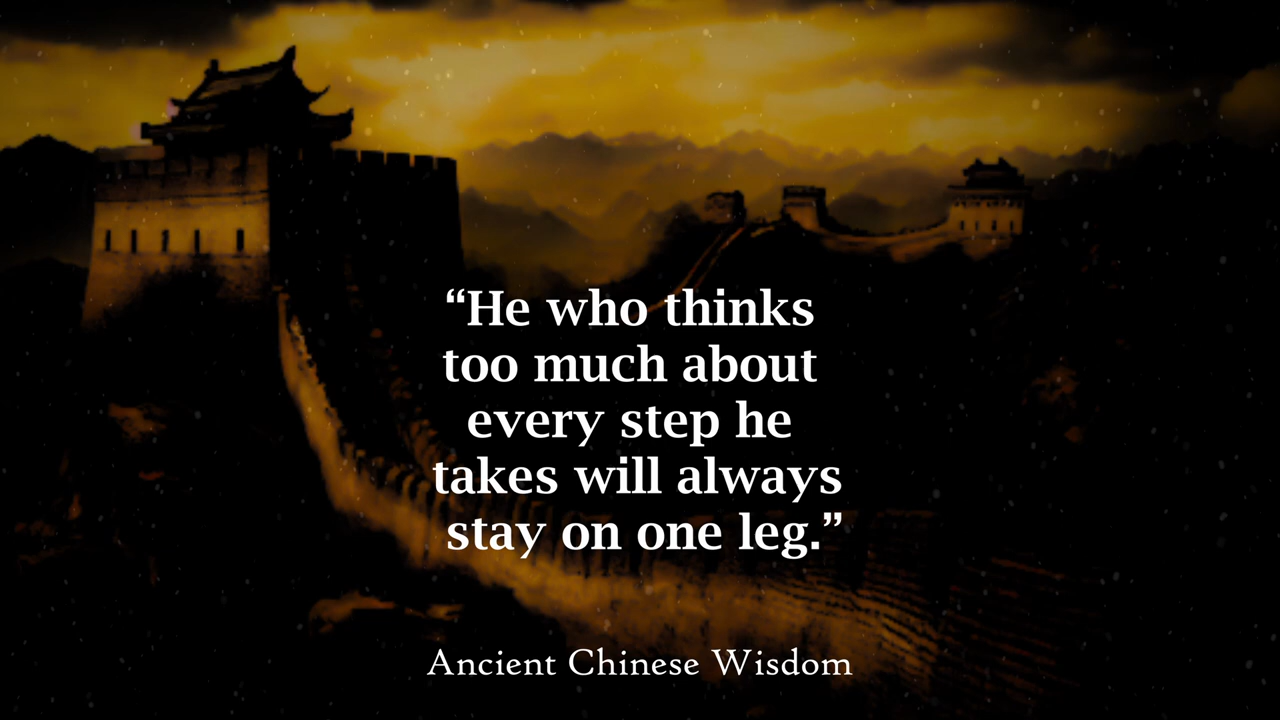 “He who thinks
too much about
every step he
takes will always
stay on one leg.”
Ancient Chinese Wisdom